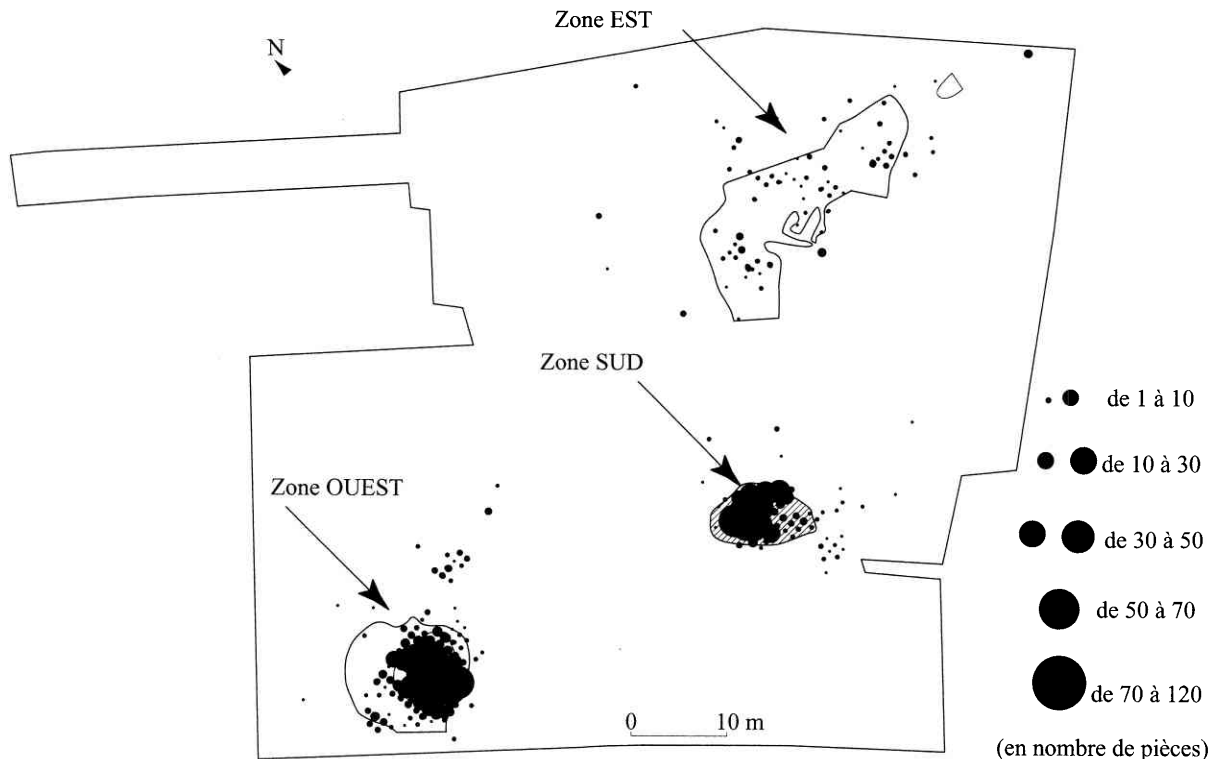 Zone EST
N
Zone SUD
de 1 à 10
de 10 à 30
Zone OUEST
de 30 à 50
de 50 à 70
de 70 à 120
0 10 m
(en nombre de pièces)